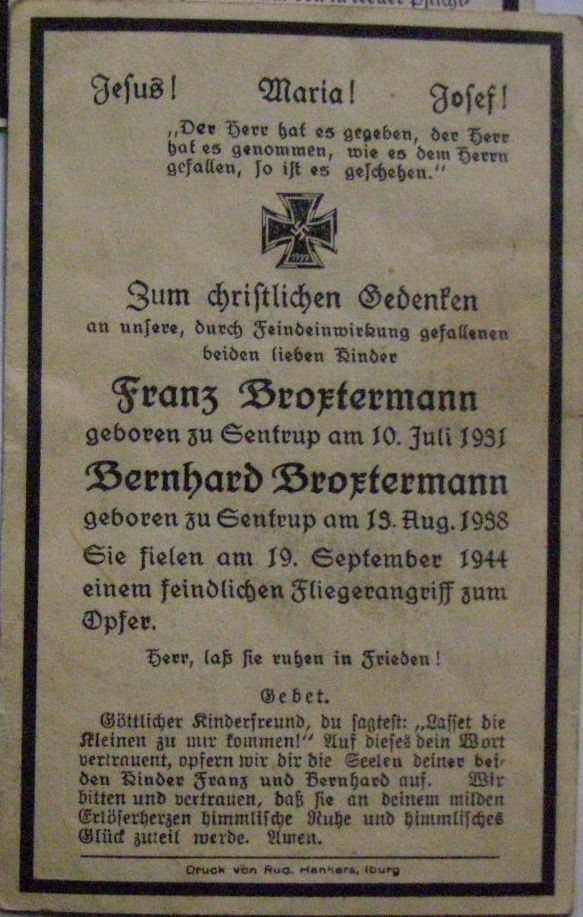 Jesus! Maria! Josef!
„Der Herr hat es gegeben, der Herr
hat es genommen, wie es dem Herrn
gefallen, so ist es geschehen.“
1939
Zum christlichen Gedenken
an unsere, durch Feindeinwirkung gefallenen
beiden lieben Kinder
Franz Broxtermann
geboren zu Sentrup am 10. Juli 1931
Bernhard Broxtermann
geboren zu Sentrup am 13. Aug. 1938
Sie fielen am 19. September 1944
einem feindlichen Fliegerangriff zum
Opfer.
Herr, laß sie ruhen in Frieden!
Gebet.
Göttlicher Kinderfreund, du sagtest: „Lasset die
Kleinen zu mir kommen!“ Auf dieses dein Wort
vertrauent, opfern wir dir die Seelen deiner bei-
den Kinder Franz und Bernhard auf. Wir
bitten und vertrauen, daß sie an deinem milden
Erlöserherzen himmlische Ruhe und himmlisches
Glück zuteil werde. Amen.
Druck von Rud. Hankers, Iburg